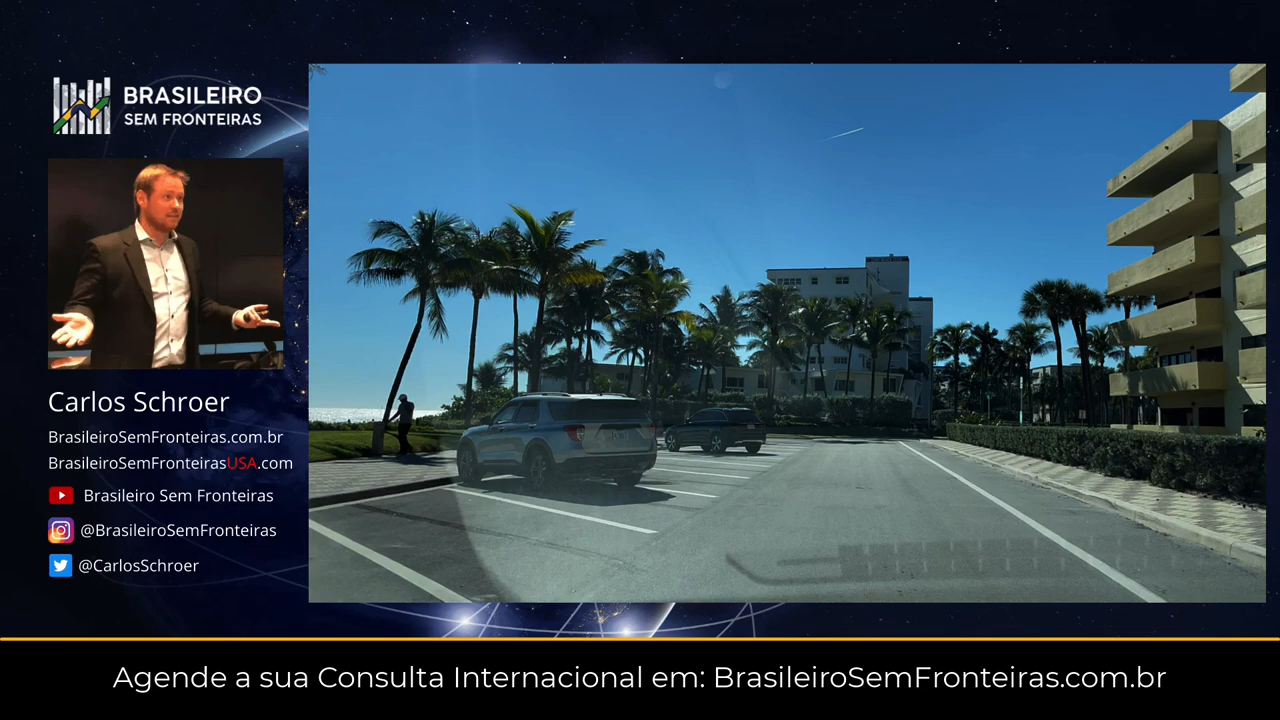 BRASILEIRO
SEM FRONTEIRAS
Carlos Schroer
BrasileiroSemFronteiras.com.br
BrasileiroSemFronteirasUSA.com
Brasileiro Sem Fronteiras
@BrasileiroSemFronteiras
@CarlosSchroer
Agende a sua Consulta Internacional em: BrasileiroSemFronteiras.com.br